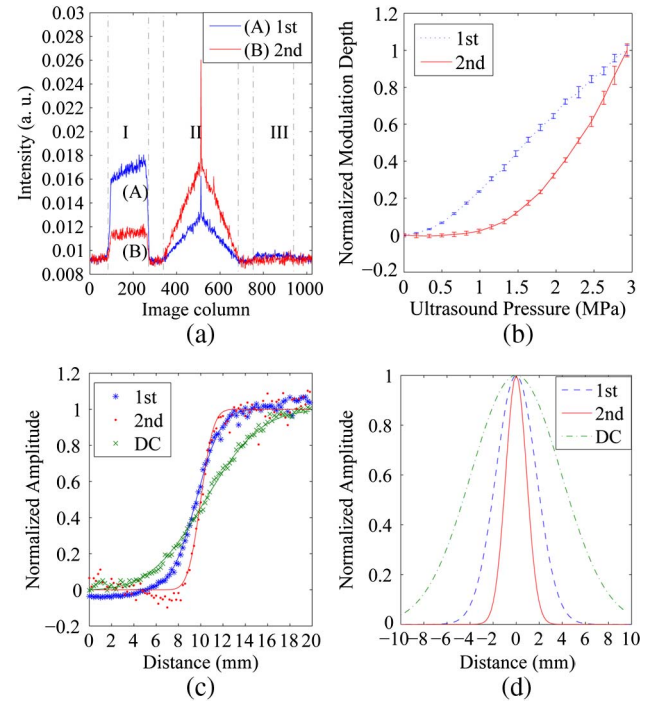 0.03
0.028
0.026
0.024
0.022
0.02
0.018
0.016
0.014
0.012
0.01
0.008
Intensity (a. u.)
(A) 1st
(B) 2nd
I
II
III
(A)
(B)
0 200 400 600 800 1000
Image column
(a)
1.2
1
0.8
0.6
0.4
0.2
0
−0.2
Normalized Modulation Depth
1st
2nd
0 0.5 1 1.5 2 2.5 3
Ultrasound Pressure (MPa)
(b)
1.2
1
0.8
0.6
0.4
0.2
0
−0.2
Normalized Amplitude
1st
2nd
DC
0 2 4 6 8 10 12 14 16 18 20
Distance (mm)
(c)
1
0.8
0.6
0.4
0.2
0
Normalized Amplitude
1st
2nd
DC
−10 −8 −6 −4 −2 0 2 4 6 8 10
Distance (mm)
(d)